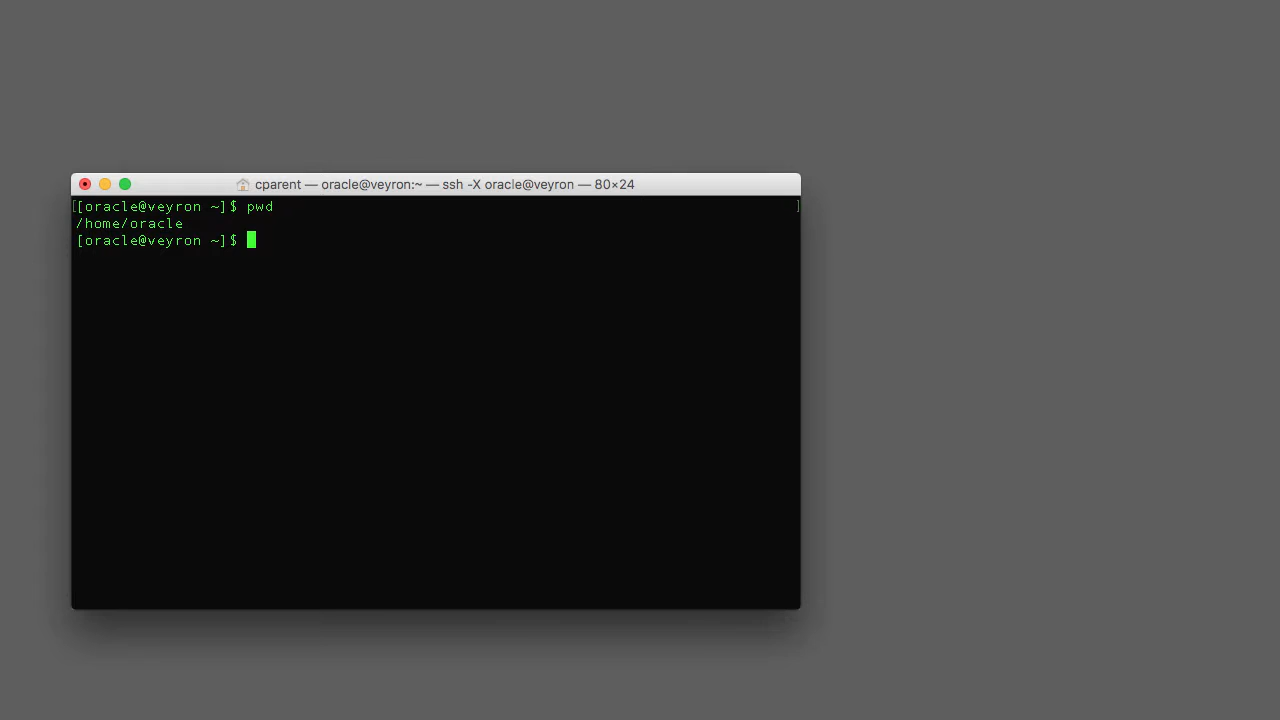 cparent — oracle@veyron:~ — ssh -X oracle@veyron — 80×24
[[oracle@veyron ~]$ pwd ]
/home/oracle
[oracle@veyron ~]$